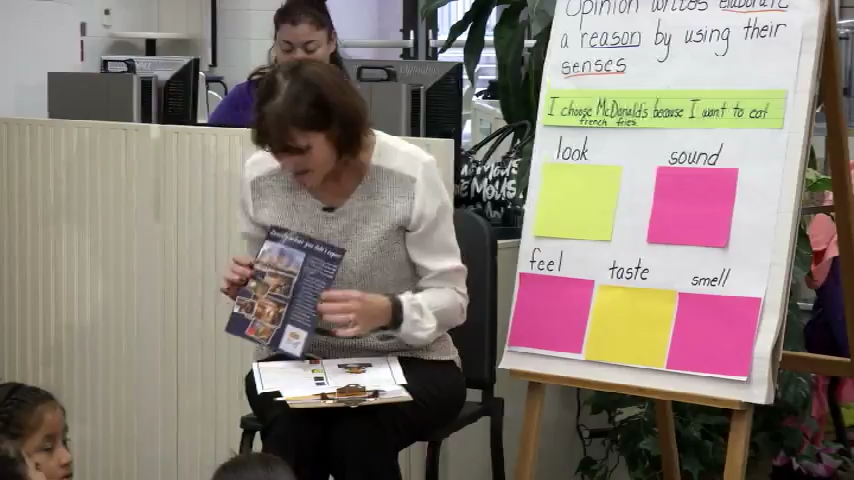 Opinion writes elaborate
a reason by using their
senses
I choose McDonald's because I want to eat
french fries.
look
sound
feel
taste
smell